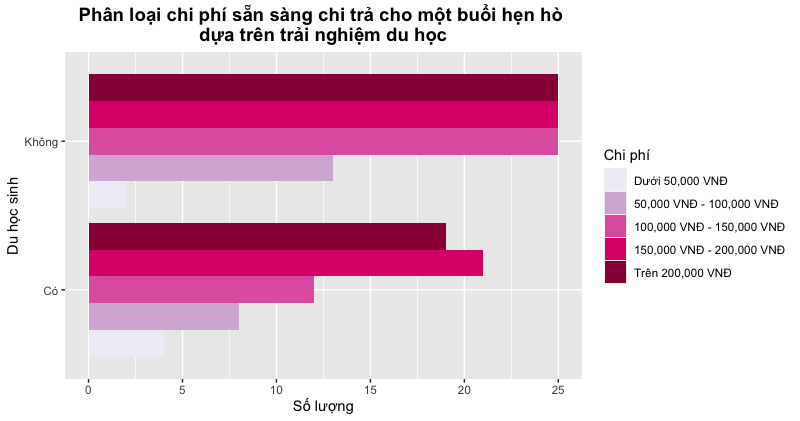 Phân loại chi phí sẵn sàng chi trả cho một buổi hẹn hò
dựa trên trải nghiệm du học
Du học sinh
Không
Có
0 5 10 15 20 25
Số lượng
Chi phí
Dưới 50,000 VNĐ
50,000 VNĐ - 100,000 VNĐ
100,000 VNĐ - 150,000 VNĐ
150,000 VNĐ - 200,000 VNĐ
Trên 200,000 VNĐ